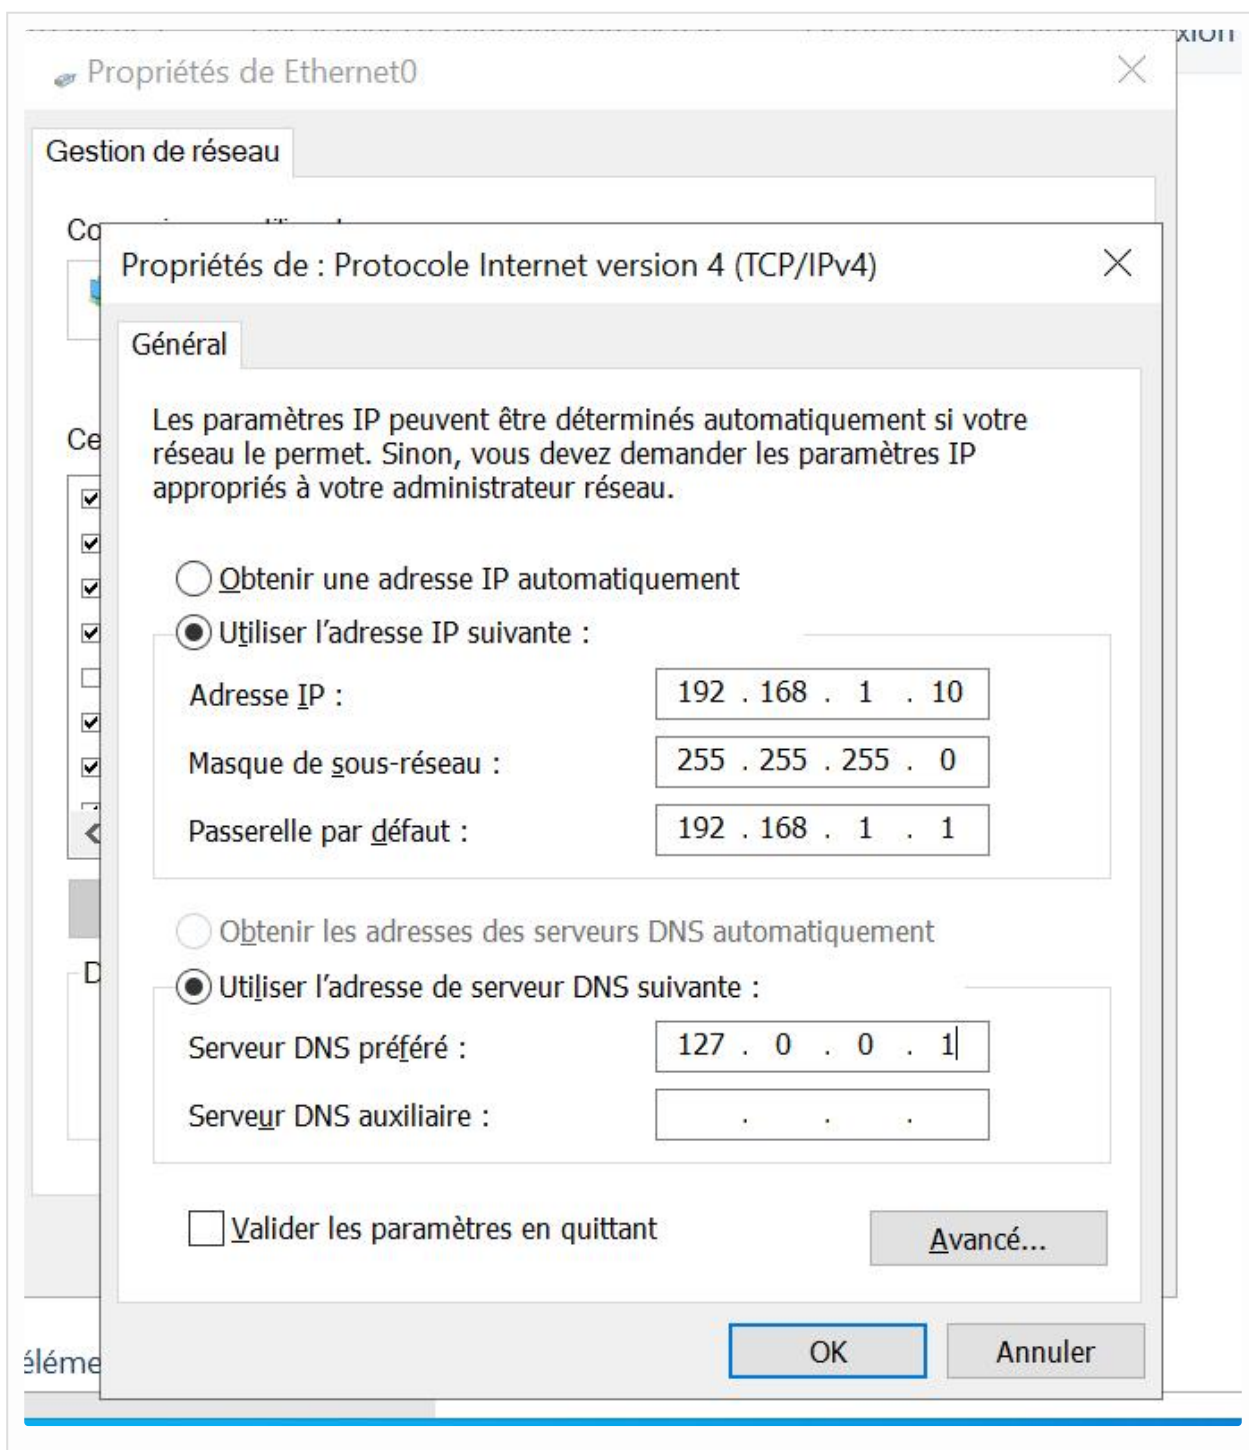 Propriétés de Ethernet0
Gestion de réseau
Propriétés de : Protocole Internet version 4 (TCP/IPv4)
Général
Les paramètres IP peuvent être déterminés automatiquement si votre
réseau le permet. Sinon, vous devez demander les paramètres IP
appropriés à votre administrateur réseau.
Obtenir une adresse IP automatiquement
Utiliser l’adresse IP suivante :
Adresse IP : 192 . 168 . 1 . 10
Masque de sous-réseau : 255 . 255 . 255 . 0
Passerelle par défaut : 192 . 168 . 1 . 1
Obtenir les adresses des serveurs DNS automatiquement
Utiliser l’adresse de serveur DNS suivante :
Serveur DNS préféré : 127 . 0 . 0 . 1
Serveur DNS auxiliaire : . . .
Valider les paramètres en quittant
Avancé...
OK Annuler